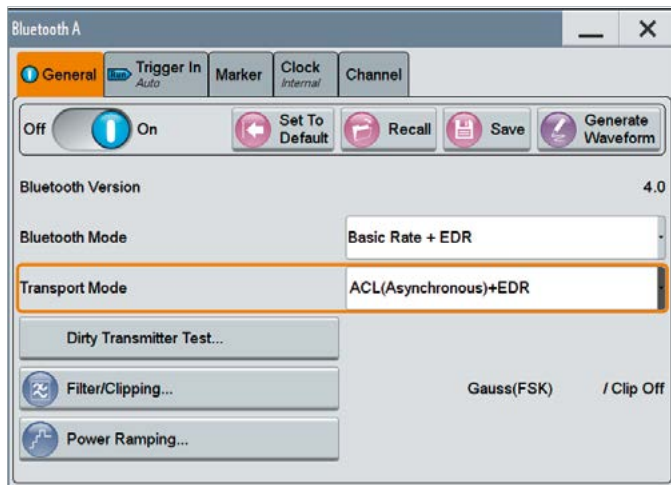 Bluetooth A
General
Run Trigger In
Auto
Marker
Clock
Internal
Channel
Off On
Set To
Default
Recall
Save
Generate
Waveform
Bluetooth Version 4.0
Bluetooth Mode Basic Rate + EDR
Transport Mode ACL(Asynchronous)+EDR
Dirty Transmitter Test...
Filter/Clipping... Gauss(FSK) / Clip Off
Power Ramping...